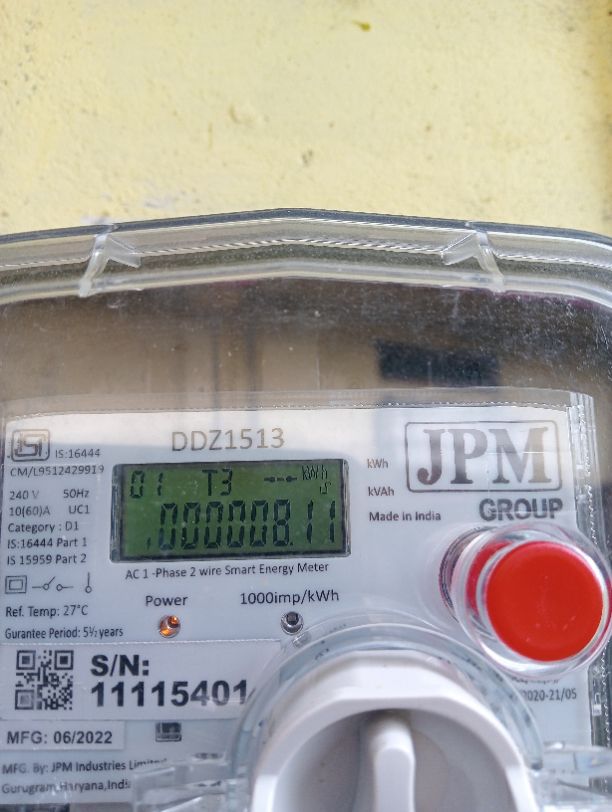 IS:16444
CM/L9512429919
DDZ1513
JPM
GROUP
kWh
kVAh
Made in India
240 V 50Hz
10(60)A UC1
Category : D1
IS:16444 Part 1
IS 15959 Part 1
01 T3 kWh
.000008.11
AC 1 -Phase 2 wire Smart Energy Meter
Ref. Temp: 27°C
Gurantee Period: 5½ years
Power
1000imp/kWh
S/N:
11115401
2020-21/05
MFG: 06/2022
MFG. By: JPM Industries Limited
Gurugram, Haryana, India